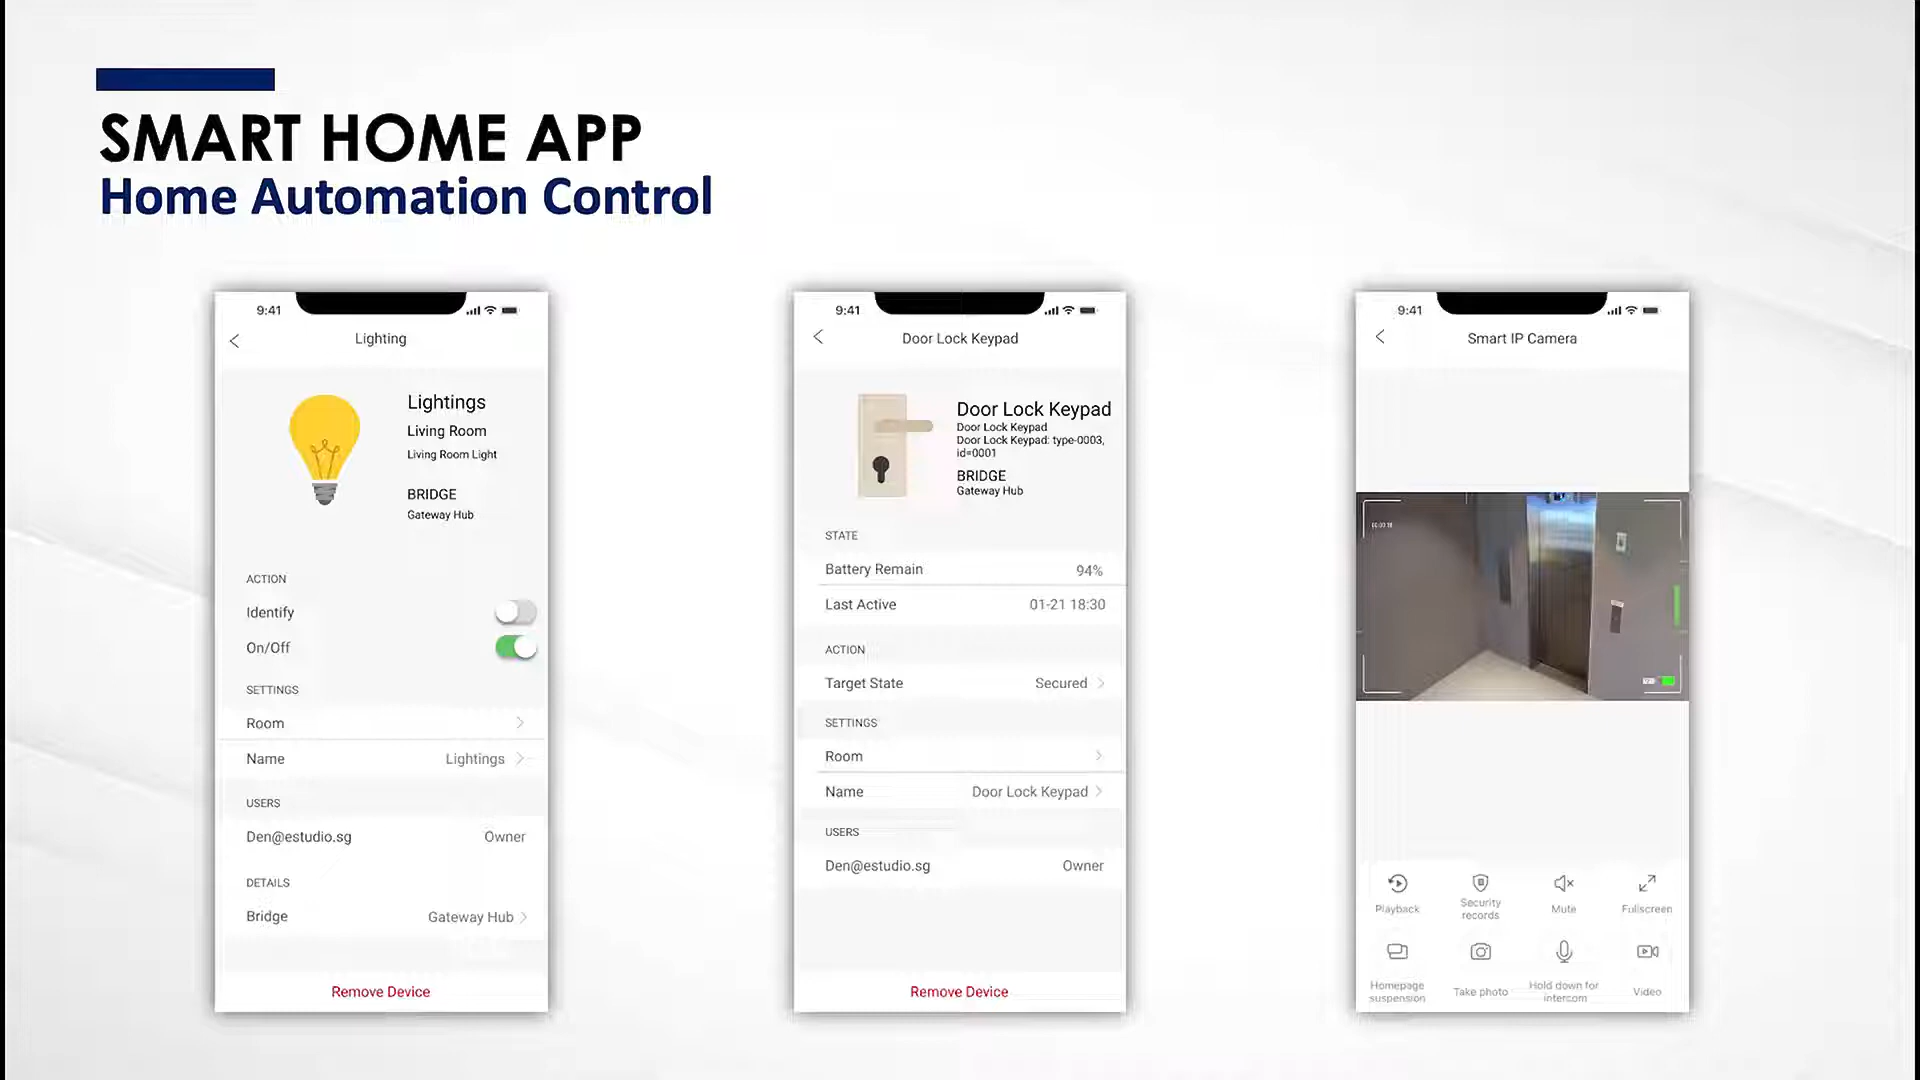 SMART HOME APP
Home Automation Control
9:41
Lighting
Lightings
Living Room
Living Room Light
BRIDGE
Gateway Hub
ACTION
Identify
On/Off
SETTINGS
Room
Name Lightings
USERS
Den@estudio.sg Owner
DETAILS
Bridge Gateway Hub
Remove Device
9:41
Door Lock Keypad
Door Lock Keypad
Door Lock Keypad
Door Lock Keypad: type-0003,
id=0001
BRIDGE
Gateway Hub
STATE
Battery Remain 94%
Last Active 01-21 18:30
ACTION
Target State Secured
SETTINGS
Room
Name Door Lock Keypad
USERS
Den@estudio.sg Owner
Remove Device
9:41
Smart IP Camera
Playback
Security
records
Mute
Fullscreen
Homepage
suspension
Take photo
Hold down for
intercom
Video